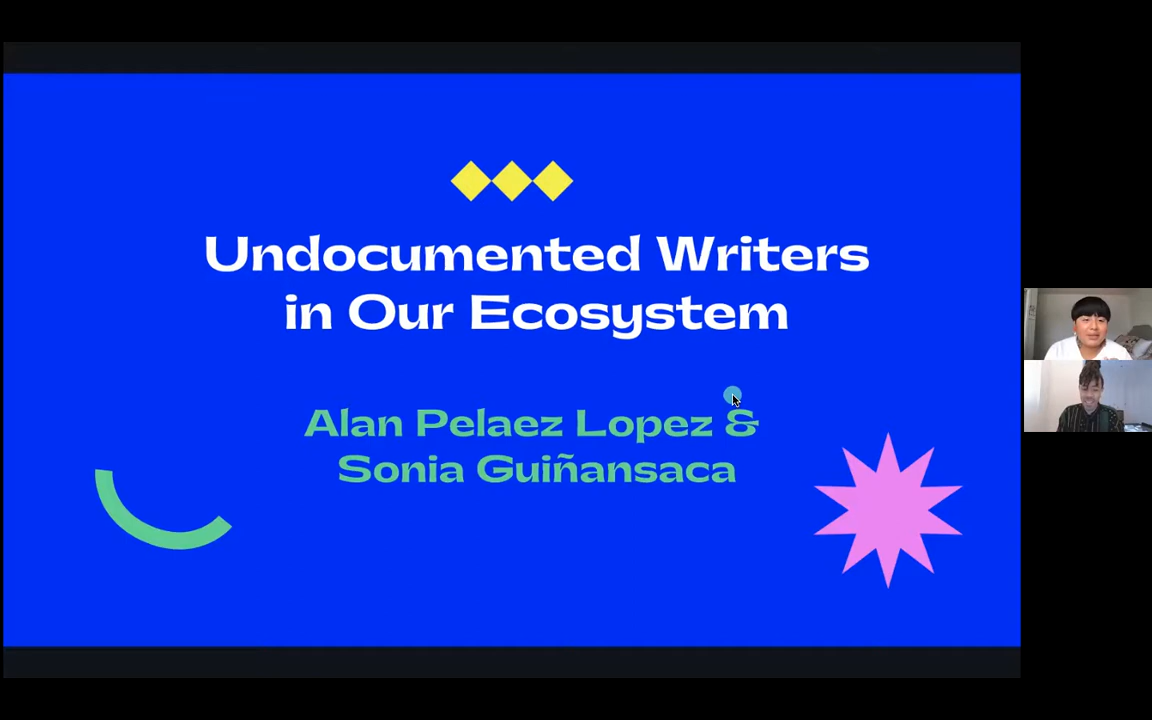 Undocumented Writers
in Our Ecosystem
Alan Pelaez Lopez &
Sonia Guiñansaca